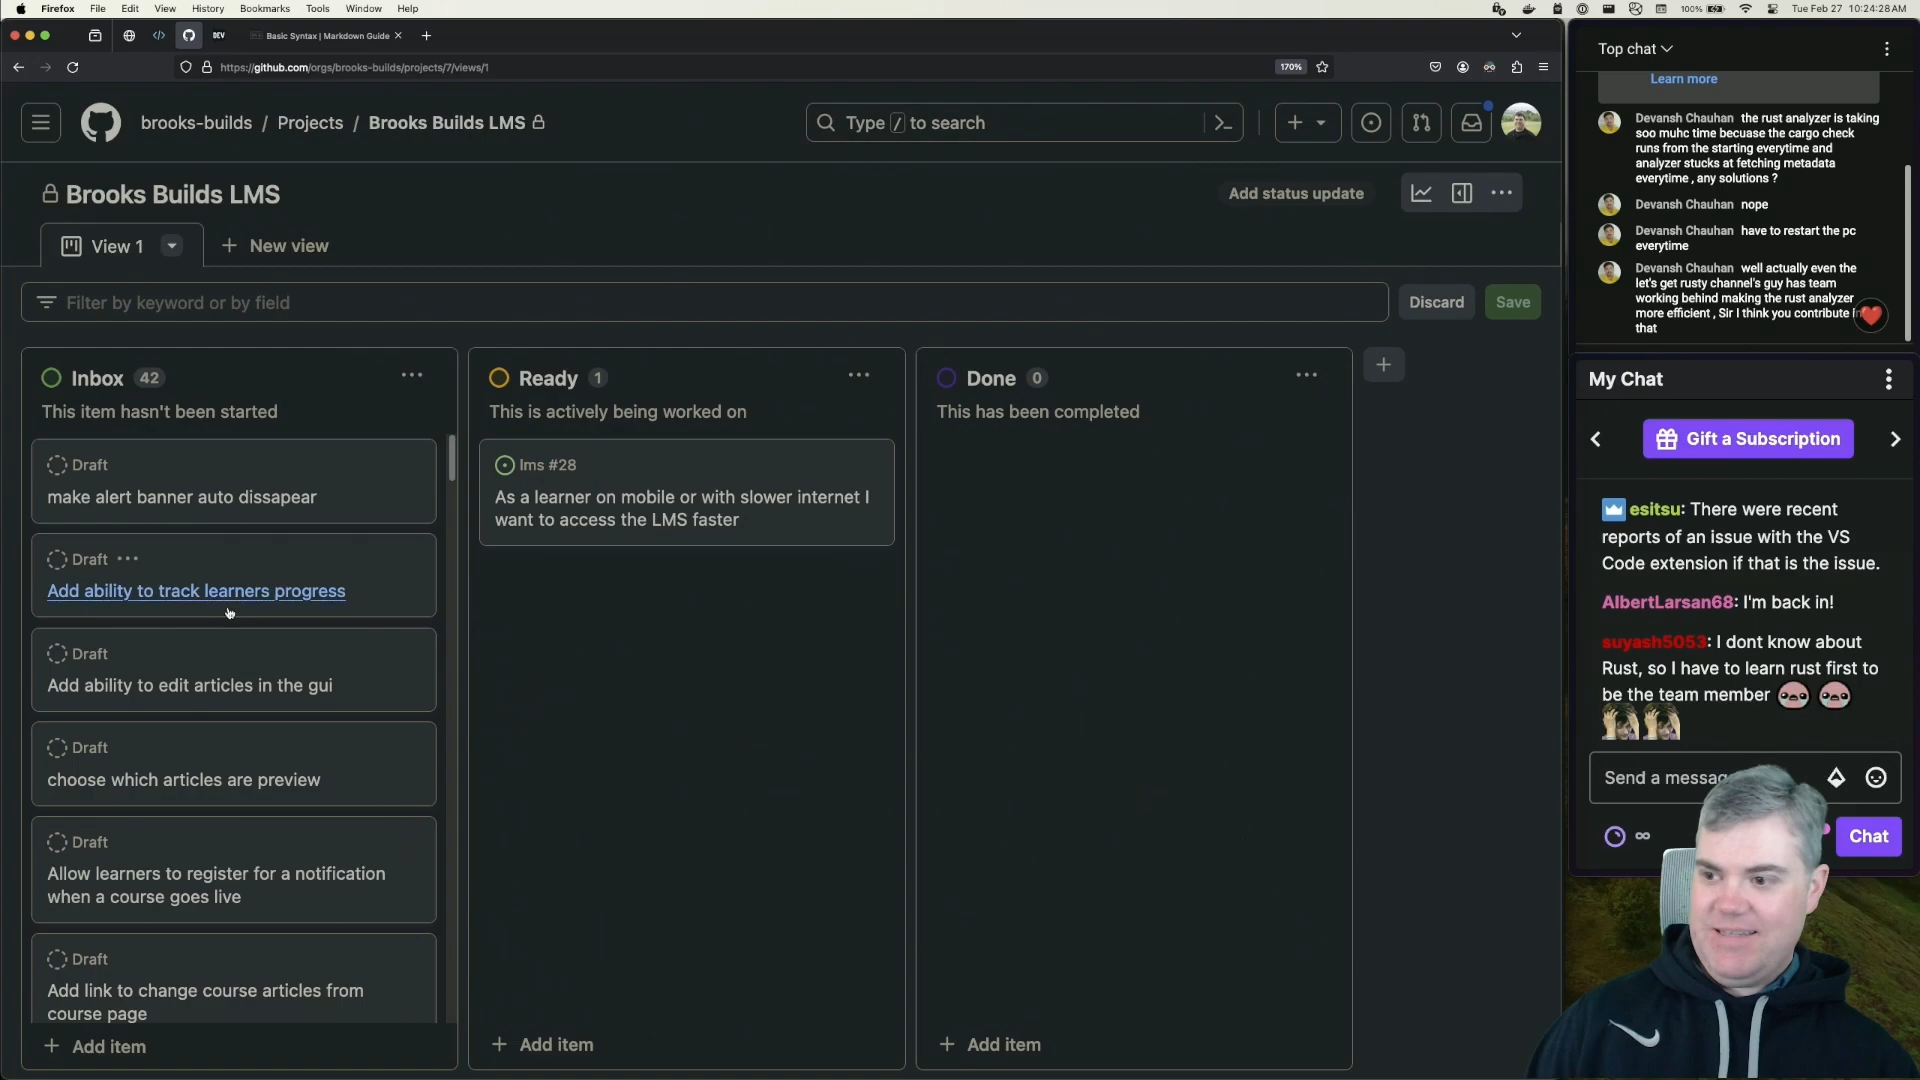 Firefox File Edit View History Bookmarks Tools Window Help
100%
Tue Feb 27 10:24:28 AM
DEV
Basic Syntax | Markdown Guide
https://github.com/orgs/brooks-builds/projects/7/views/1
170%
brooks-builds / Projects / Brooks Builds LMS
Type / to search
Brooks Builds LMS
Add status update
View 1
New view
Filter by keyword or by field
Discard
Save
Inbox 42
This item hasn't been started
Draft
make alert banner auto dissapear
Draft
Add ability to track learners progress
Draft
Add ability to edit articles in the gui
Draft
choose which articles are preview
Draft
Allow learners to register for a notification
when a course goes live
Draft
Add link to change course articles from
course page
Add item
Ready 1
This is actively being worked on
lms #28
As a learner on mobile or with slower internet I
want to access the LMS faster
Add item
Done 0
This has been completed
Add item
Top chat
Learn more
Devansh Chauhan the rust analyzer is taking
soo muhc time becuase the cargo check
runs from the starting everytime and
analyzer stucks at fetching metadata
everytime , any solutions ?
Devansh Chauhan nope
Devansh Chauhan have to restart the pc
everytime
Devansh Chauhan well actually even the
let's get rusty channel's guy has team
working behind making the rust analyzer
more efficient , Sir I think you contribute
that
My Chat
Gift a Subscription
esitsu: There were recent
reports of an issue with the VS
Code extension if that is the issue.
AlbertLarsan68: I'm back in!
suyash5053: I dont know about
Rust, so I have to learn rust first to
be the team member
Send a
Chat